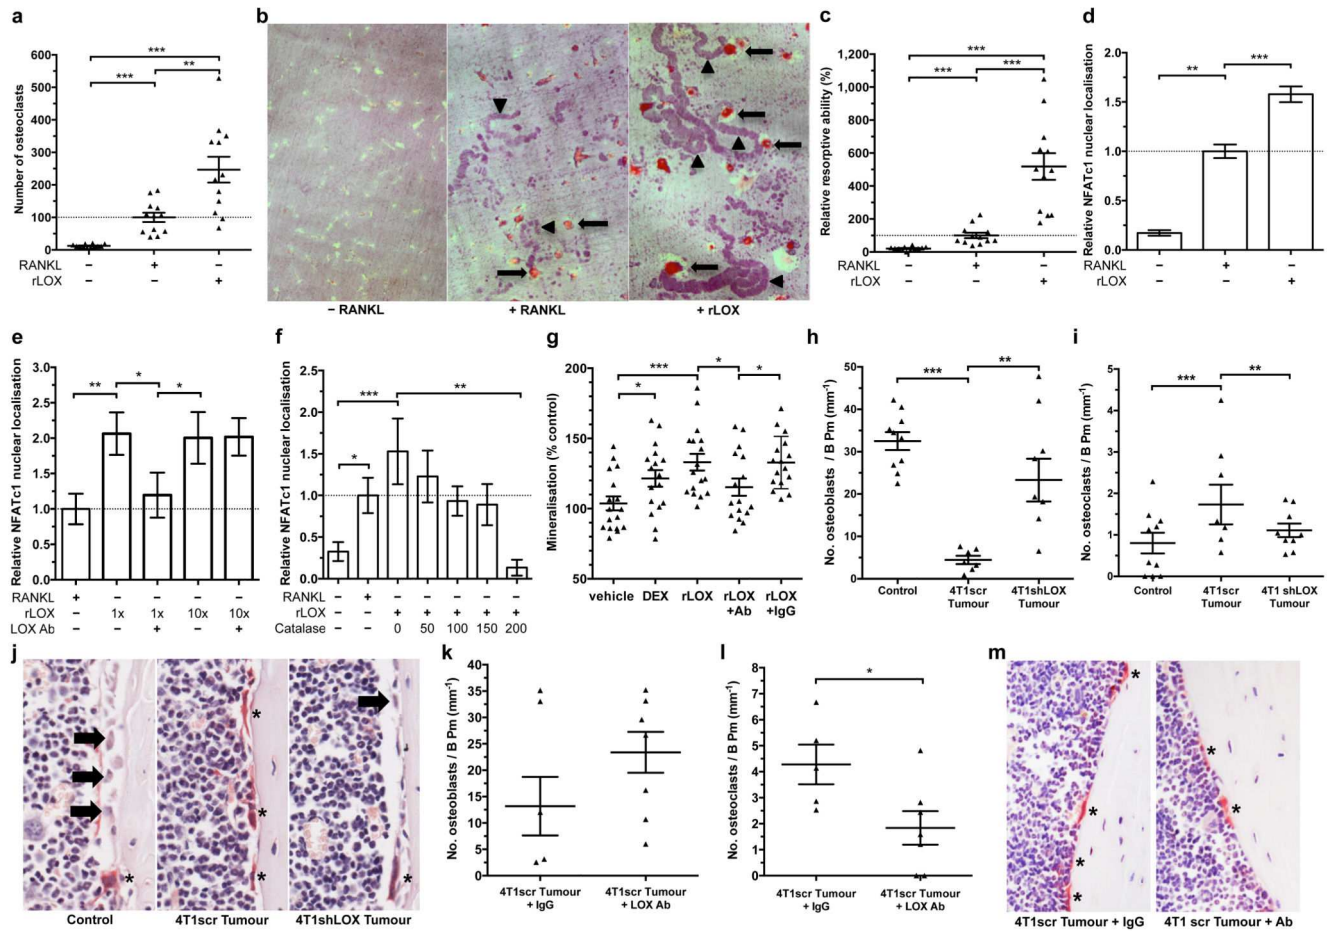 a
Number of osteoclasts
600
500
400
300
200
100
0
***
***
**
RANKL − + −
rLOX − − +
b
− RANKL
+ RANKL
+ rLOX
c
Relative resorptive ability (%)
1,200
1,000
800
600
400
200
0
***
***
***
RANKL − + −
rLOX − − +
d
Relative NFATc1 nuclear localisation
2.0
1.5
1.0
0.5
0.0
**
***
RANKL − + −
rLOX − − +
e
Relative NFATc1 nuclear localisation
3.0
2.5
2.0
1.5
1.0
0.5
0.0
**
*
*
RANKL + − − − −
rLOX − 1x 1x 10x 10x
LOX Ab − − + − +
f
Relative NFATc1 nuclear localisation
2.5
2.0
1.5
1.0
0.5
0.0
*
***
**
RANKL − + − − − − −
rLOX − − + + + + +
Catalase − − 0 50 100 150 200
g
Mineralisation (% control)
200
150
100
50
***
*
*
*
vehicle DEX rLOX rLOX +Ab rLOX +IgG
h
No. osteoblasts / B Pm (mm⁻¹)
50
40
30
20
10
0
***
**
Control
4T1scr Tumour
4T1shLOX Tumour
i
No. osteoclasts / B Pm (mm⁻¹)
5
4
3
2
1
0
***
**
Control
4T1scr Tumour
4T1 shLOX Tumour
j
*
*
*
*
*
Control
4T1scr Tumour
4T1shLOX Tumour
k
No. osteoblasts / B Pm (mm⁻¹)
40
35
30
25
20
15
10
5
0
4T1scr Tumour + IgG
4T1scr Tumour + LOX Ab
l
No. osteoclasts / B Pm (mm⁻¹)
8
7
6
5
4
3
2
1
0
*
4T1scr Tumour + IgG
4T1scr Tumour + LOX Ab
m
*
*
*
*
*
*
4T1scr Tumour + IgG
4T1 scr Tumour + Ab